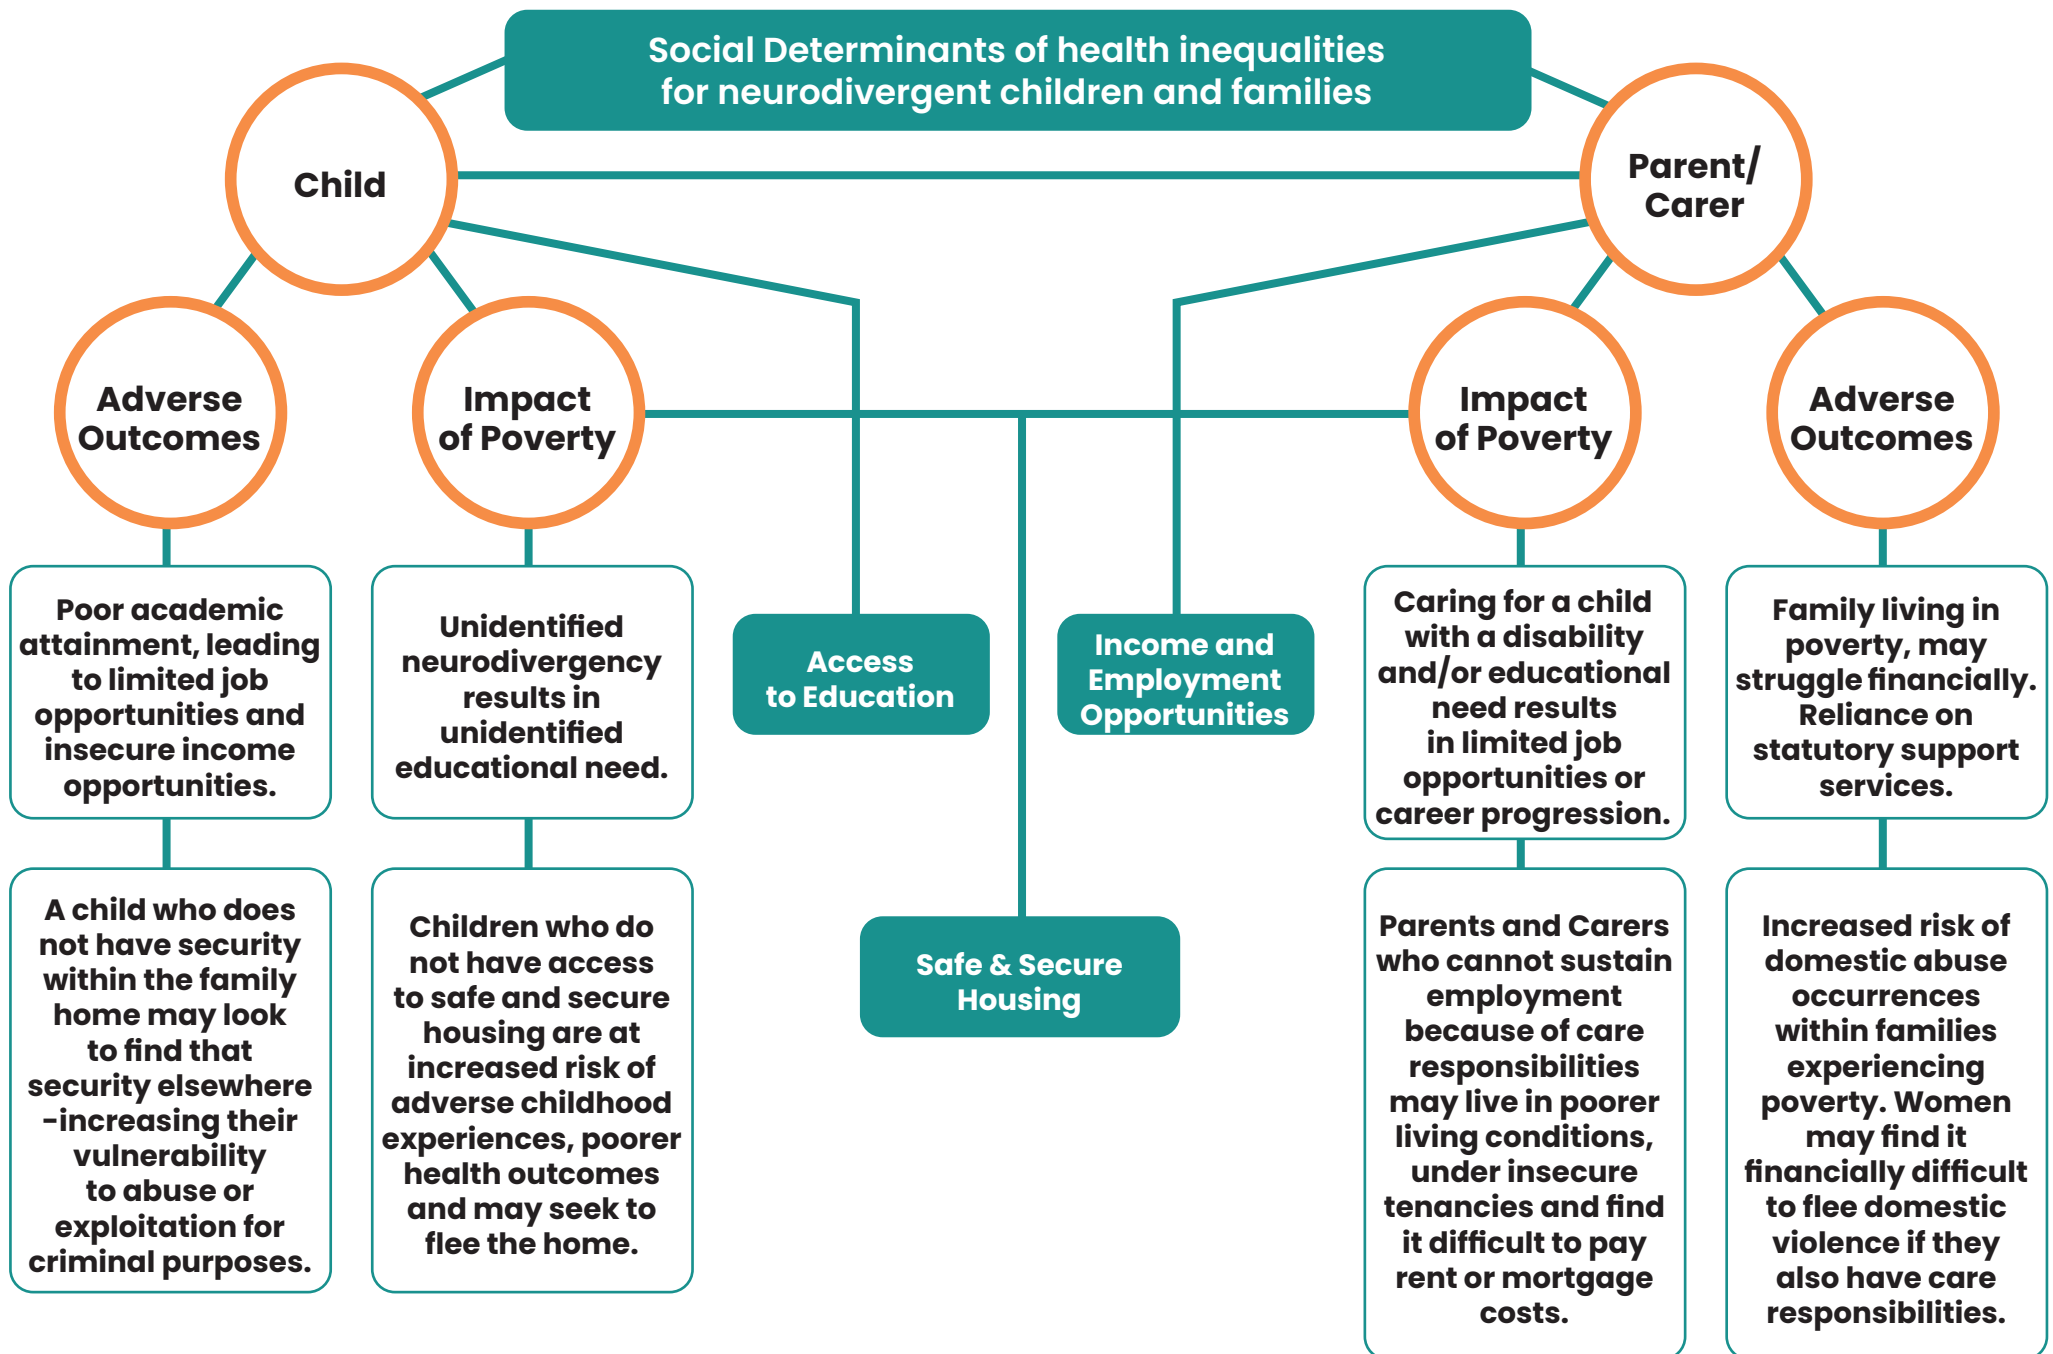 Social Determinants of health inequalities
for neurodivergent children and families
Child
Parent/
Carer
Adverse
Outcomes
Impact
of Poverty
Impact
of Poverty
Adverse
Outcomes
Poor academic
attainment, leading
to limited job
opportunities and
insecure income
opportunities.
Unidentified
neurodivergency
results in
unidentified
educational need.
Access
to Education
Income and
Employment
Opportunities
Caring for a child
with a disability
and/or educational
need results
in limited job
opportunities or
career progression.
Family living in
poverty, may
struggle financially.
Reliance on
statutory support
services.
A child who does
not have security
within the family
home may look
to find that
security elsewhere
-increasing their
vulnerability
to abuse or
exploitation for
criminal purposes.
Children who do
not have access
to safe and secure
housing are at
increased risk of
adverse childhood
experiences, poorer
health outcomes
and may seek to
flee the home.
Safe & Secure
Housing
Parents and Carers
who cannot sustain
employment
because of care
responsibilities
may live in poorer
living conditions,
under insecure
tenancies and find
it difficult to pay
rent or mortgage
costs.
Increased risk of
domestic abuse
occurrences
within families
experiencing
poverty. Women
may find it
financially difficult
to flee domestic
violence if they
also have care
responsibilities.